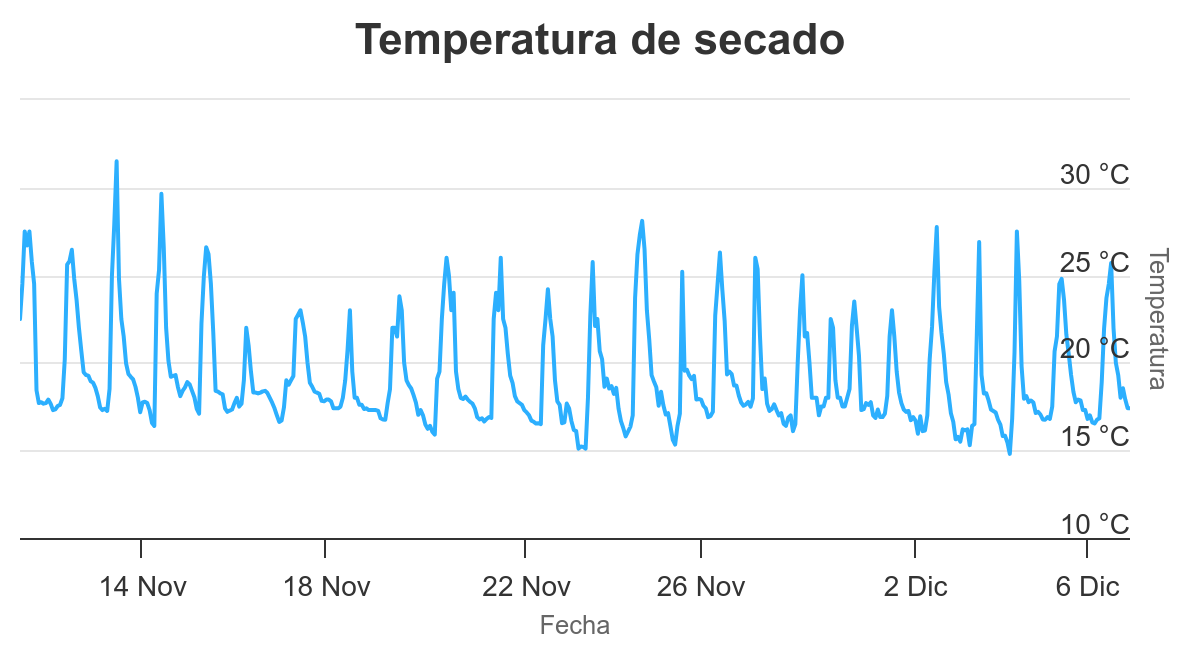 Temperatura de secado
30 °C
25 °C
20 °C
15 °C
10 °C
Temperatura
14 Nov
18 Nov
22 Nov
26 Nov
2 Dic
6 Dic
Fecha